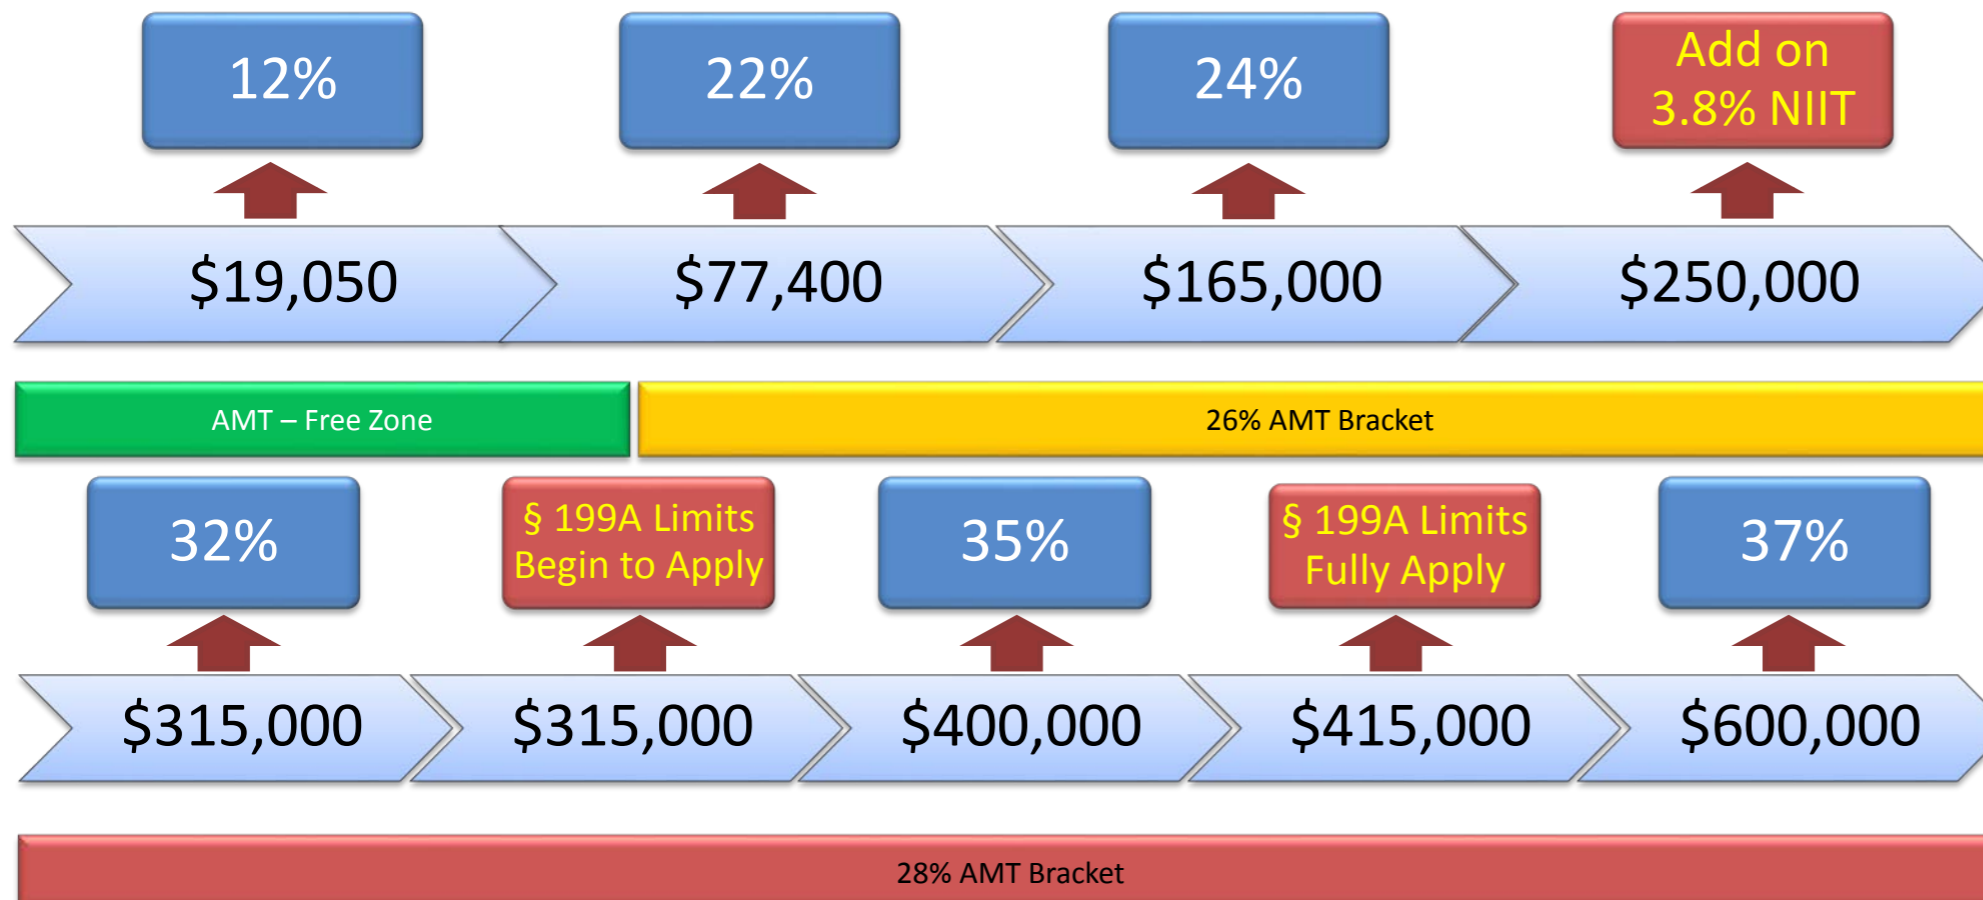 12%
22%
24%
Add on
3.8% NIIT
$19,050
$77,400
$165,000
$250,000
AMT – Free Zone
26% AMT Bracket
32%
§ 199A Limits
Begin to Apply
35%
§ 199A Limits
Fully Apply
37%
$315,000
$315,000
$400,000
$415,000
$600,000
28% AMT Bracket